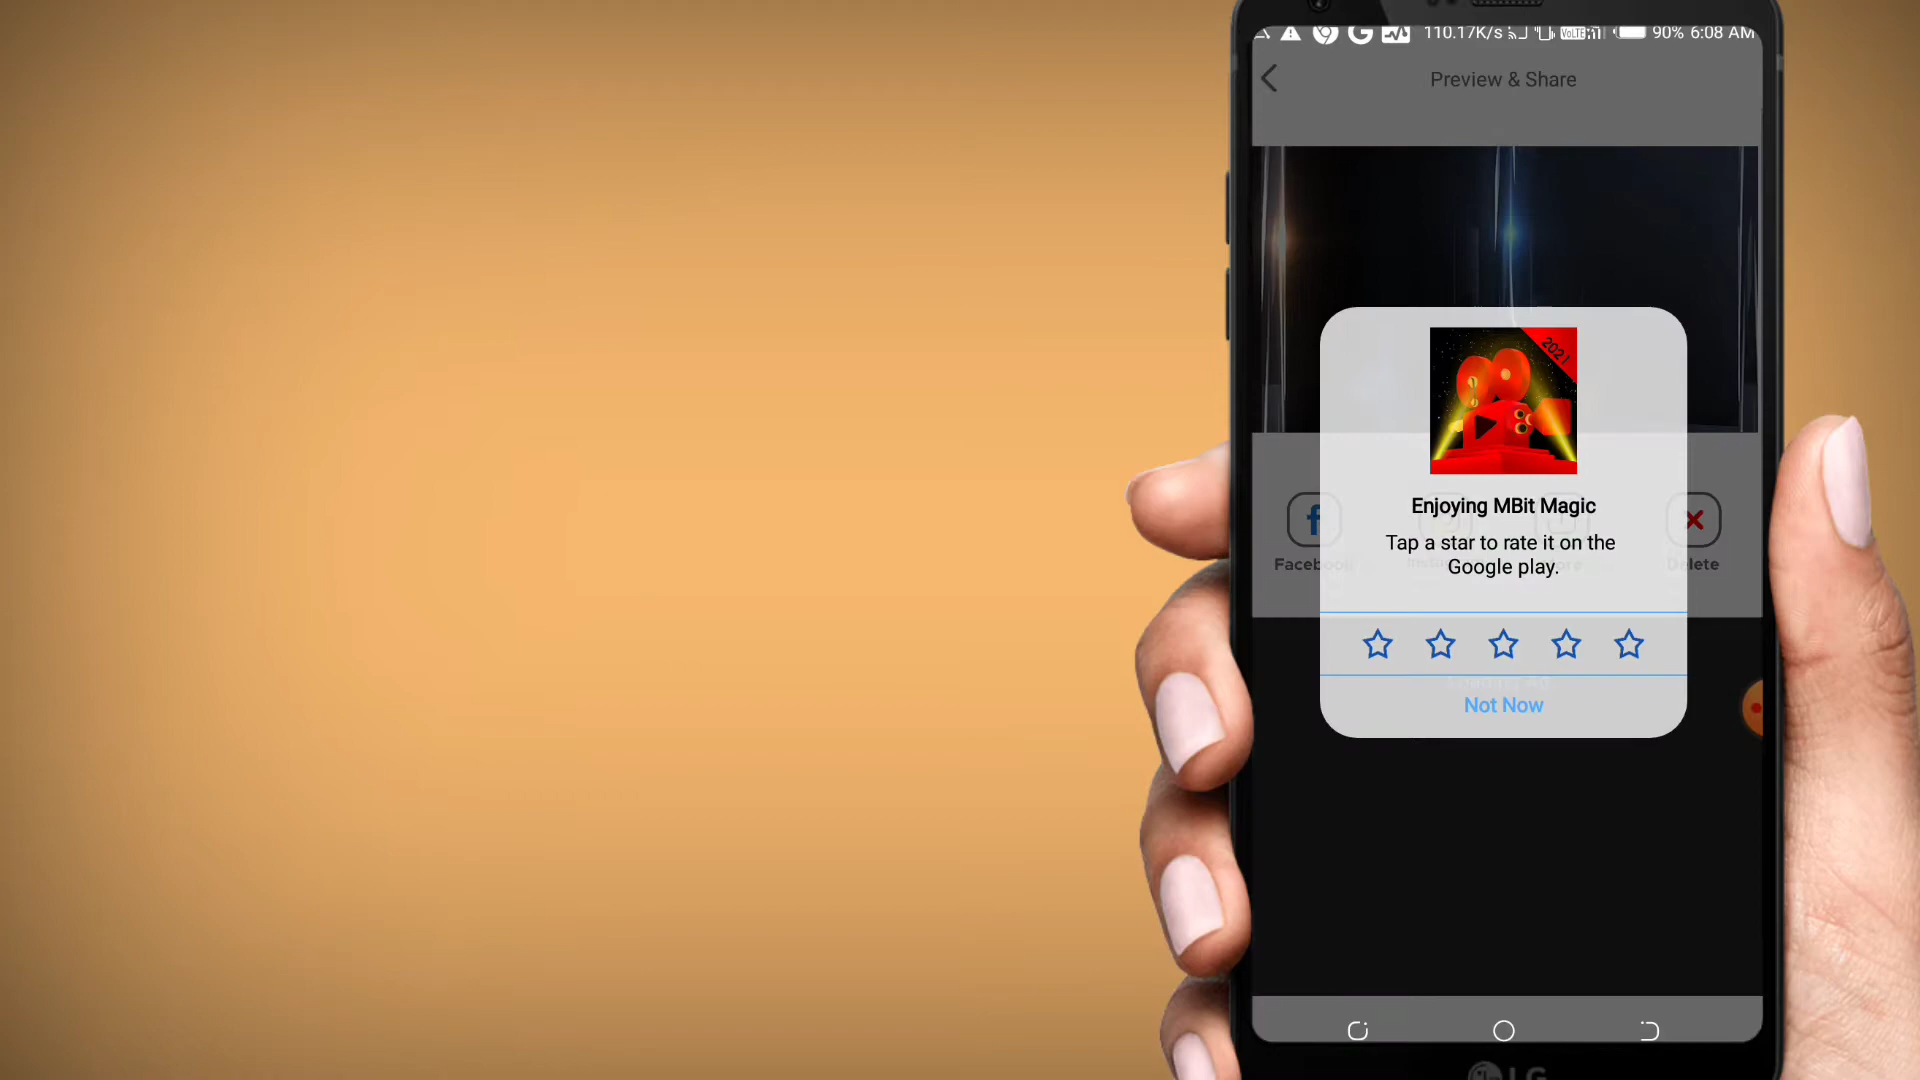 110.17K/s VoLTE 90% 6:08 AM
Preview & Share
2021
Enjoying MBit Magic
Tap a star to rate it on the
Google play.
Facebook
Delete
Not Now
LG